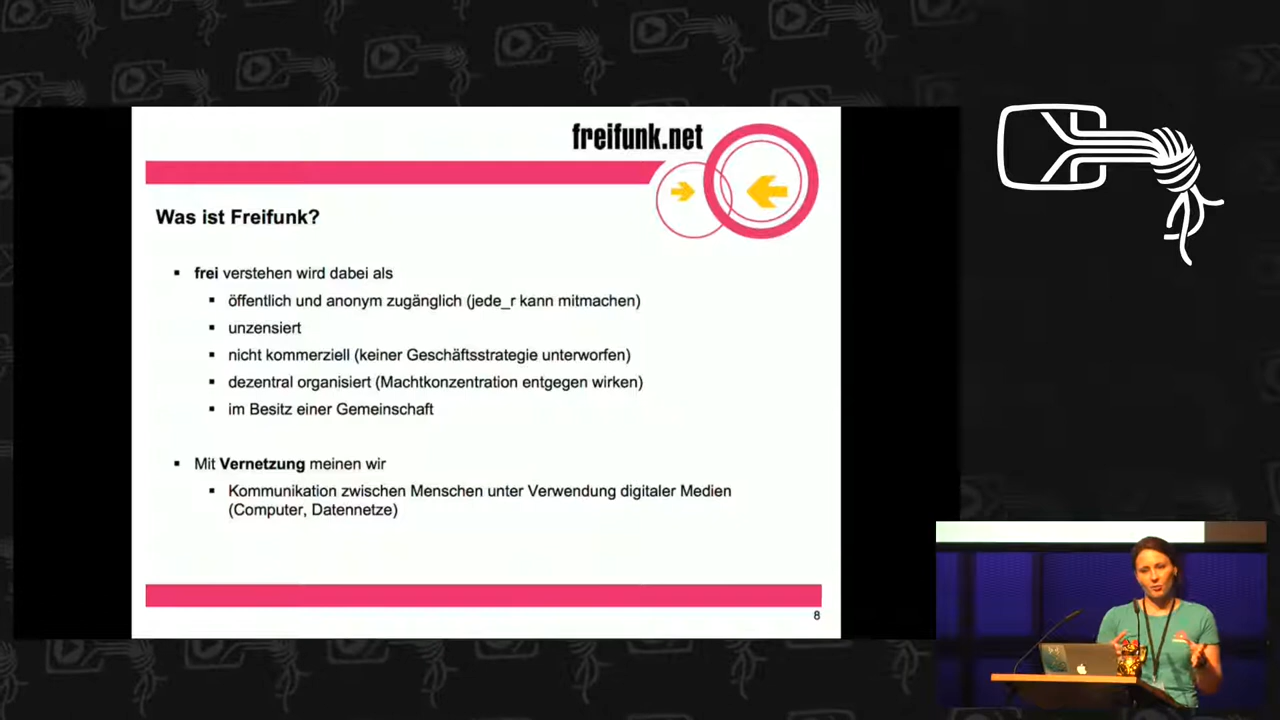 freifunk.net
Was ist Freifunk?
▪ frei verstehen wird dabei als
▪ öffentlich und anonym zugänglich (jede_r kann mitmachen)
▪ unzensiert
▪ nicht kommerziell (keiner Geschäftsstrategie unterworfen)
▪ dezentral organisiert (Machtkonzentration entgegen wirken)
▪ im Besitz einer Gemeinschaft
▪ Mit Vernetzung meinen wir
▪ Kommunikation zwischen Menschen unter Verwendung digitaler Medien
(Computer, Datennetze)
8